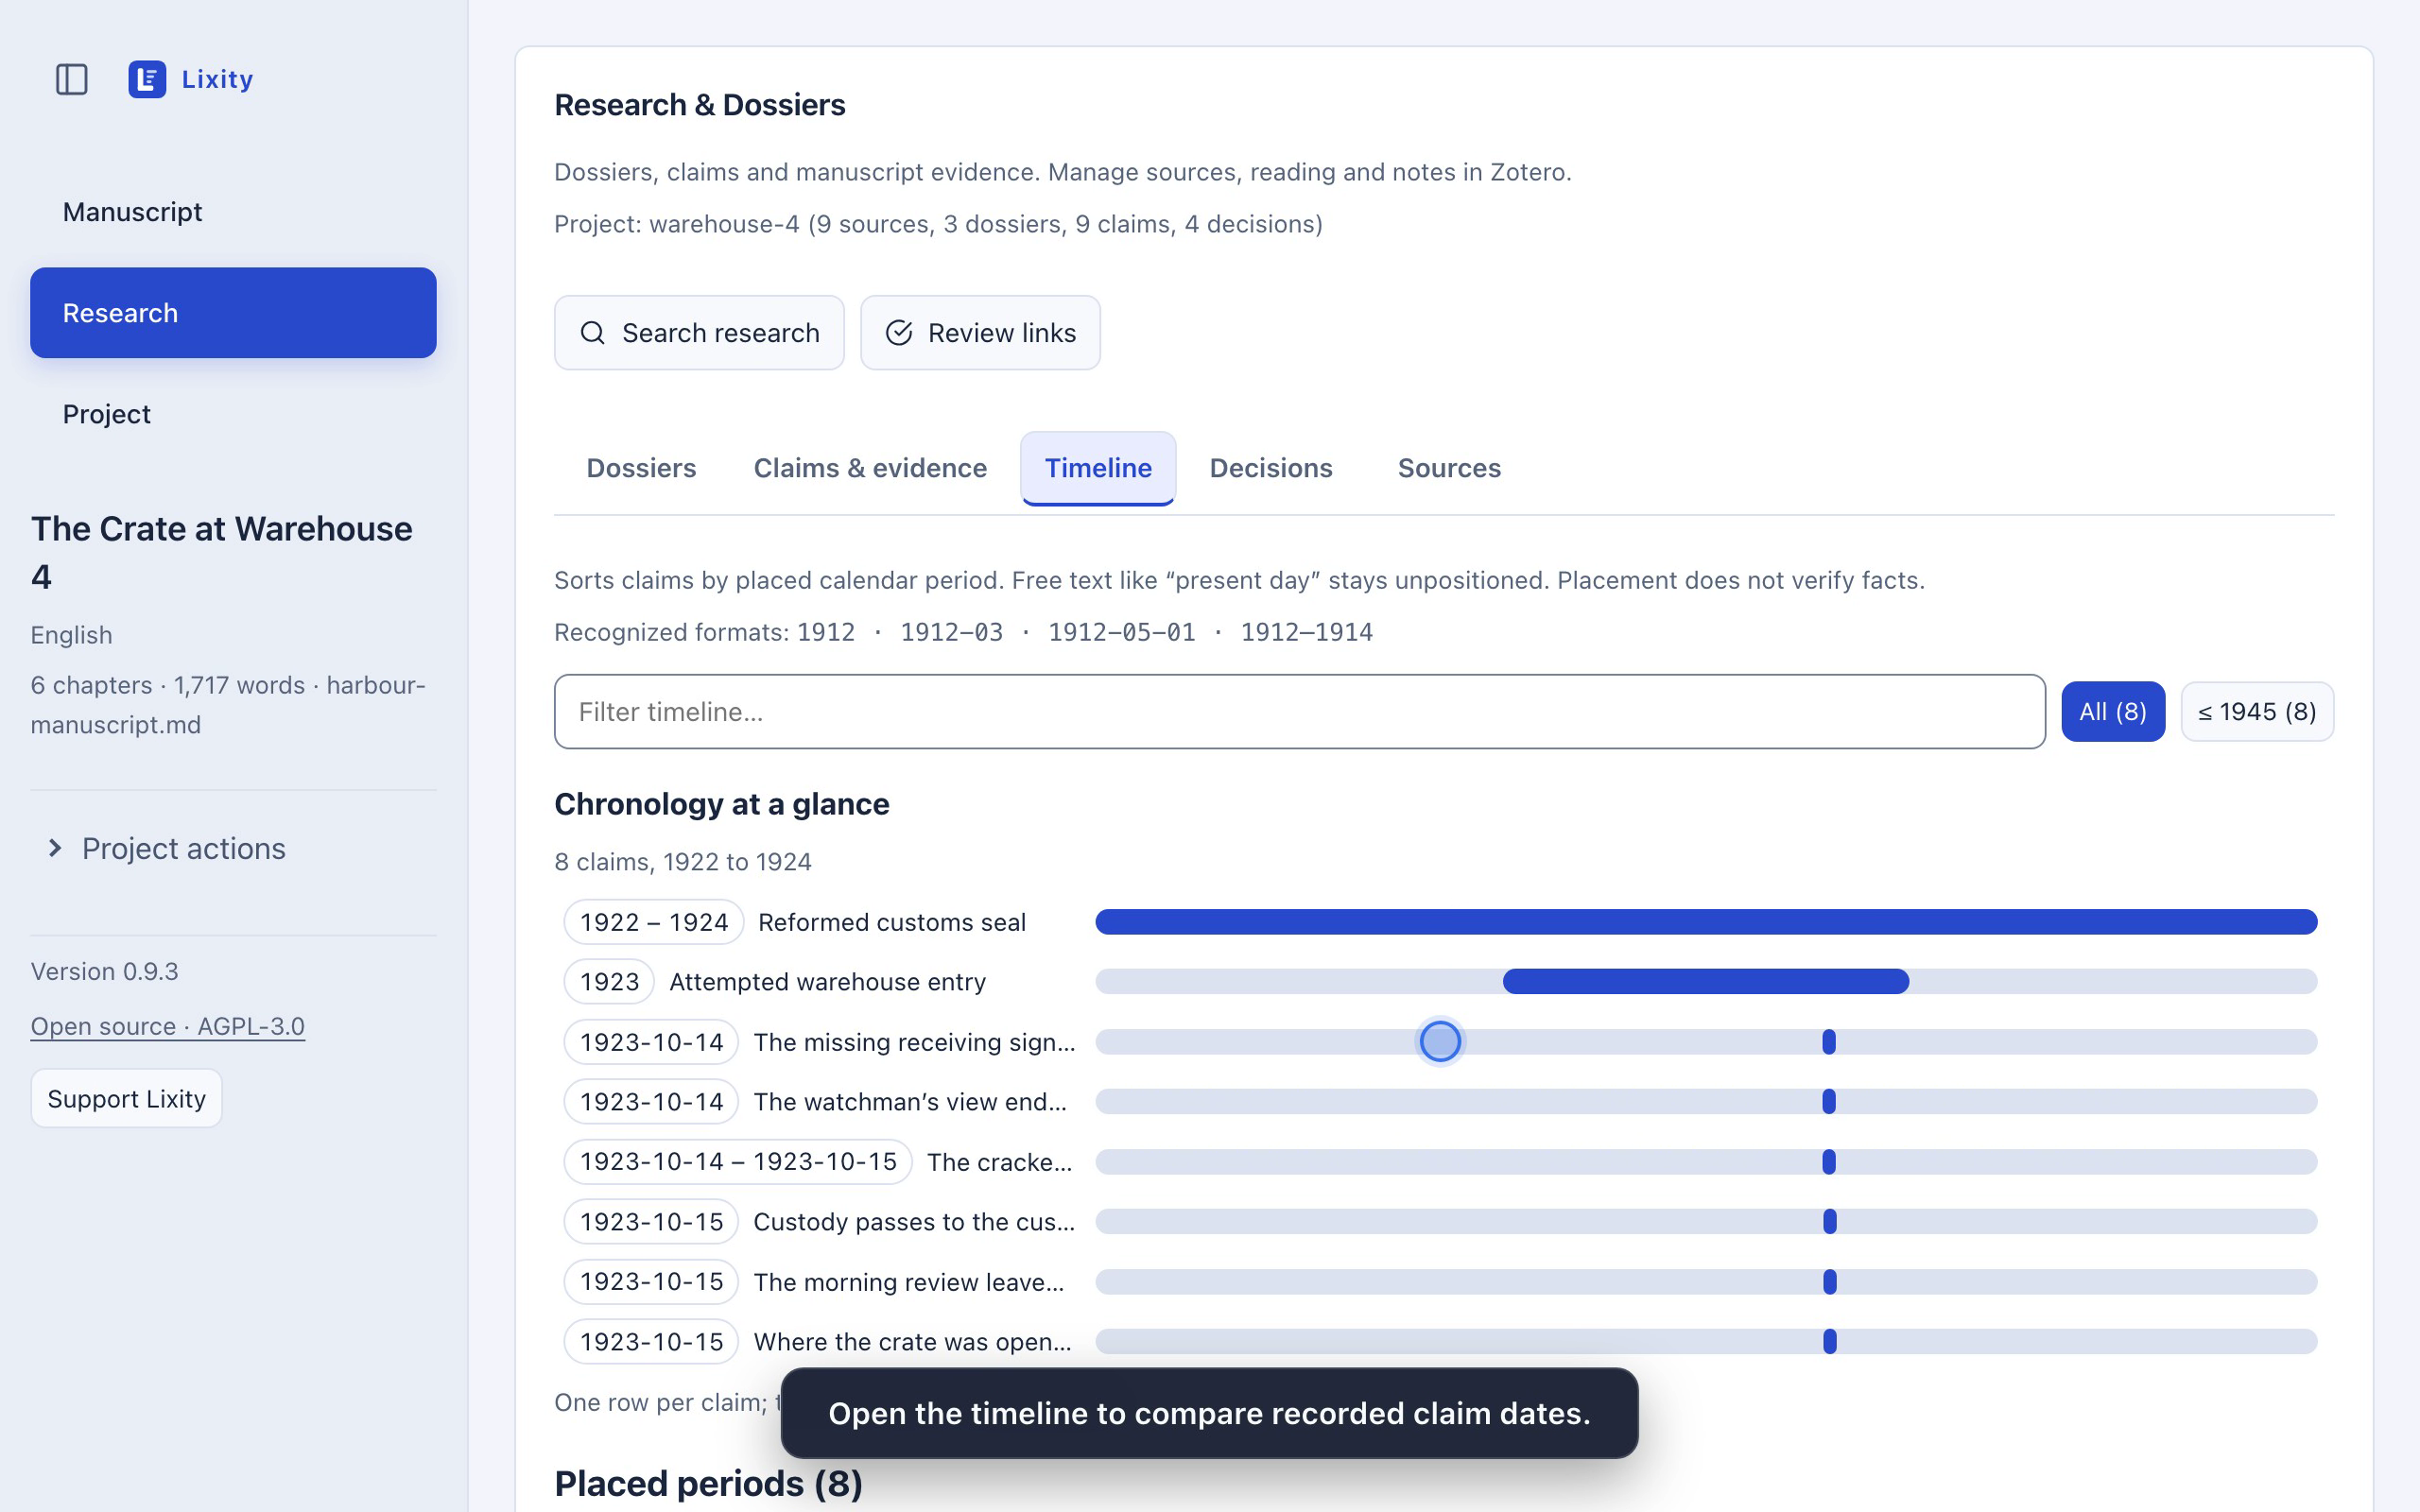 Lixity
Manuscript
Research
Project
The Crate at Warehouse
4
English
6 chapters · 1,717 words · harbour-
manuscript.md
Project actions
Version 0.9.3
Open source · AGPL-3.0
Support Lixity
Research & Dossiers
Dossiers, claims and manuscript evidence. Manage sources, reading and notes in Zotero.
Project: warehouse-4 (9 sources, 3 dossiers, 9 claims, 4 decisions)
Search research Review links
Dossiers Claims & evidence Timeline Decisions Sources
Sorts claims by placed calendar period. Free text like “present day” stays unpositioned. Placement does not verify facts.
Recognized formats: 1912 · 1912–03 · 1912–05–01 · 1912–1914
Filter timeline... All (8) ≤ 1945 (8)
Chronology at a glance
8 claims, 1922 to 1924
1922 – 1924 Reformed customs seal
1923 Attempted warehouse entry
1923-10-14 The missing receiving sign...
1923-10-14 The watchman’s view end...
1923-10-14 – 1923-10-15 The cracke...
1923-10-15 Custody passes to the cus...
1923-10-15 The morning review leave...
1923-10-15 Where the crate was open...
One row per claim;
Open the timeline to compare recorded claim dates.
Placed periods (8)